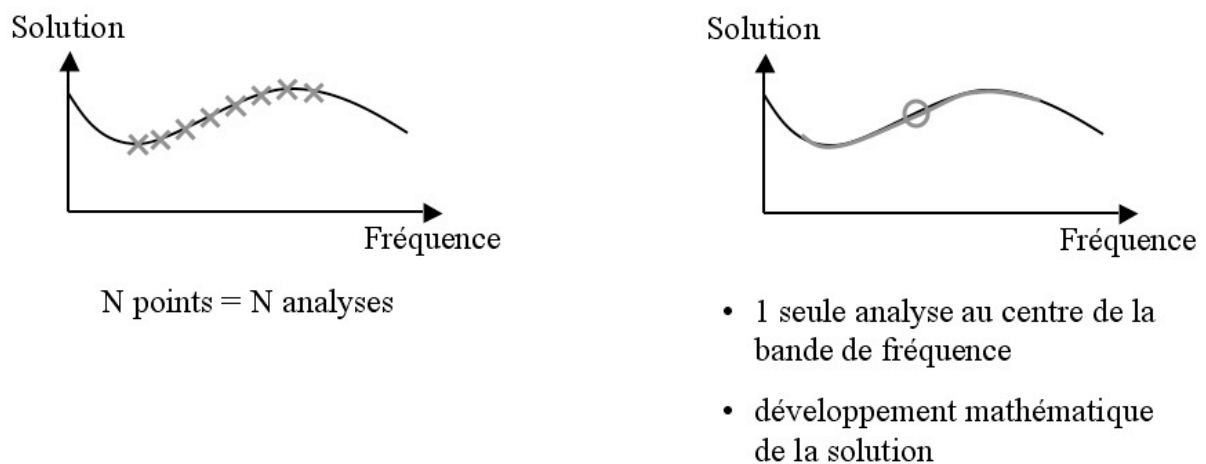 Solution
Fréquence
N points = N analyses
Solution
Fréquence
• 1 seule analyse au centre de la
bande de fréquence
• développement mathématique
de la solution